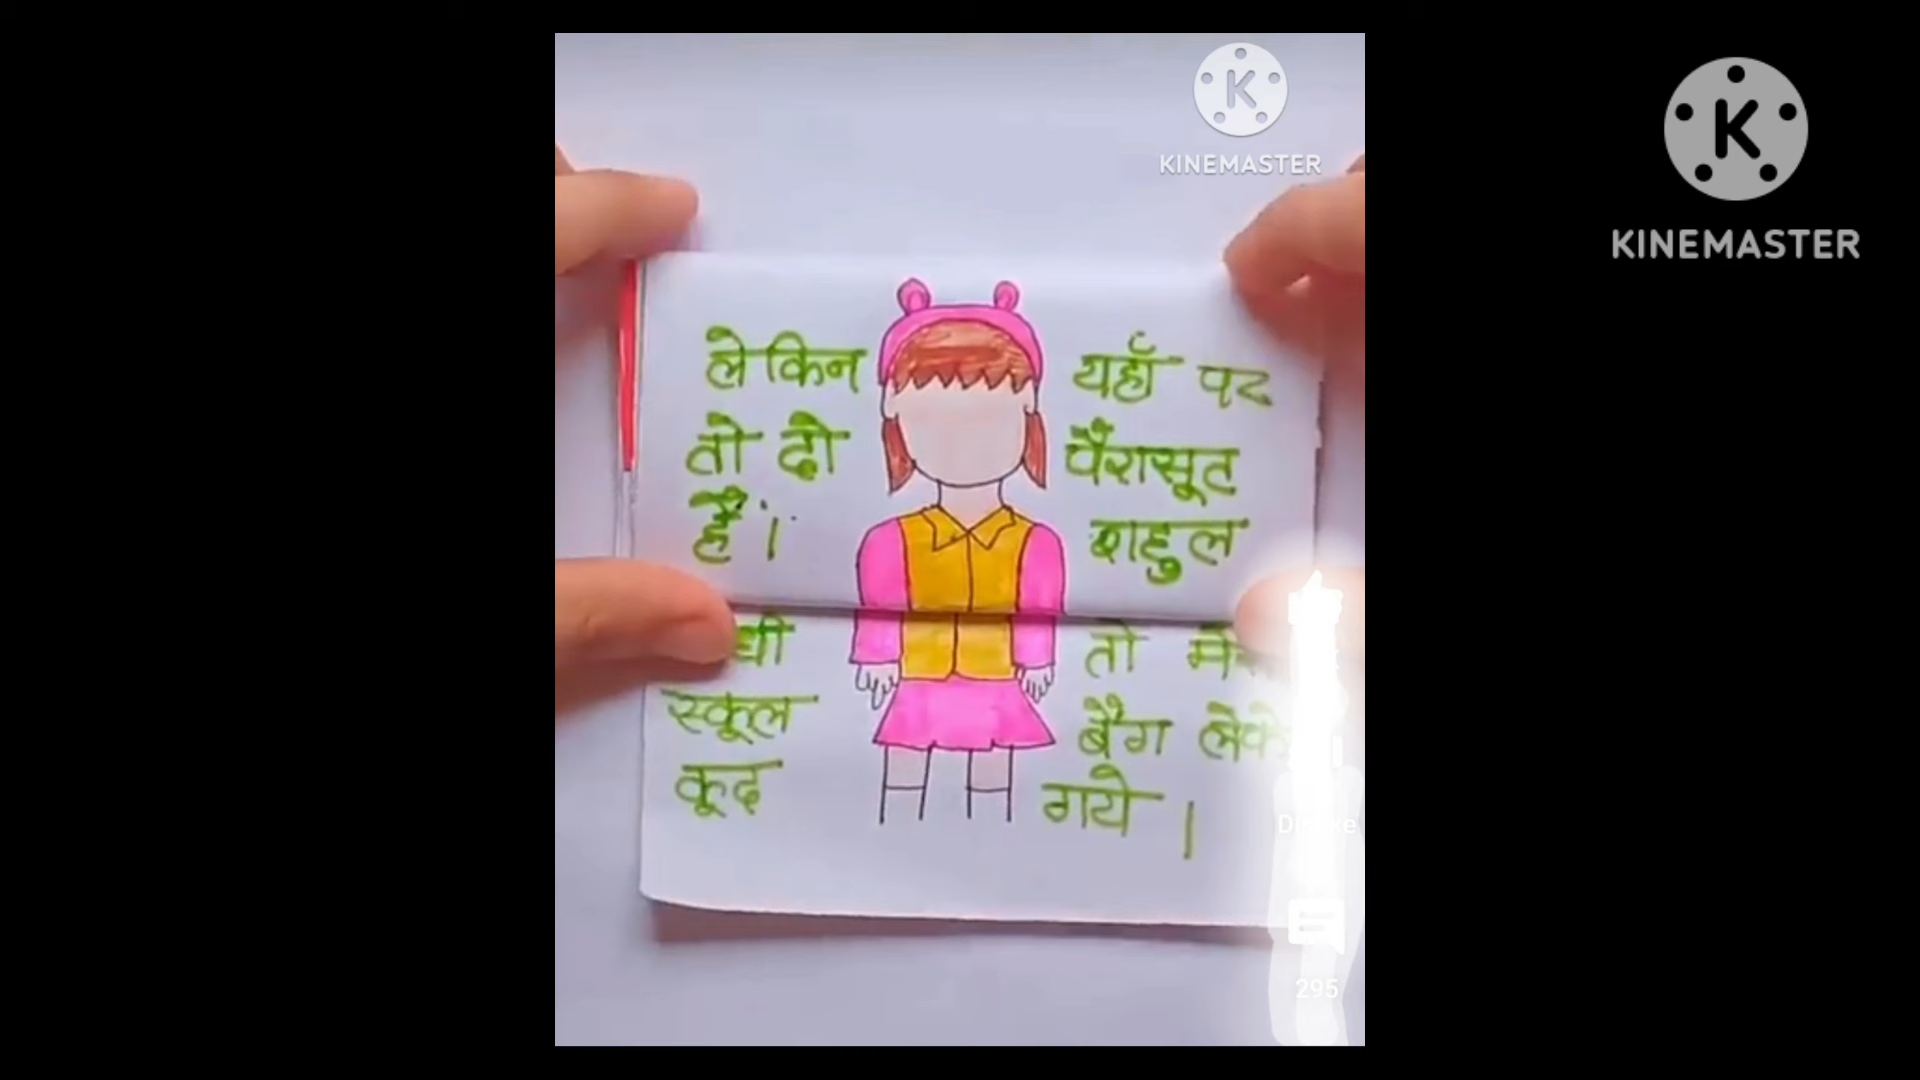 KINEMASTER
KINEMASTER
लेकिन यहाँ पर
तो दो पैरासूट
हैं। राहुल
तो
स्कूल बैग लेके
कूद गये।
295